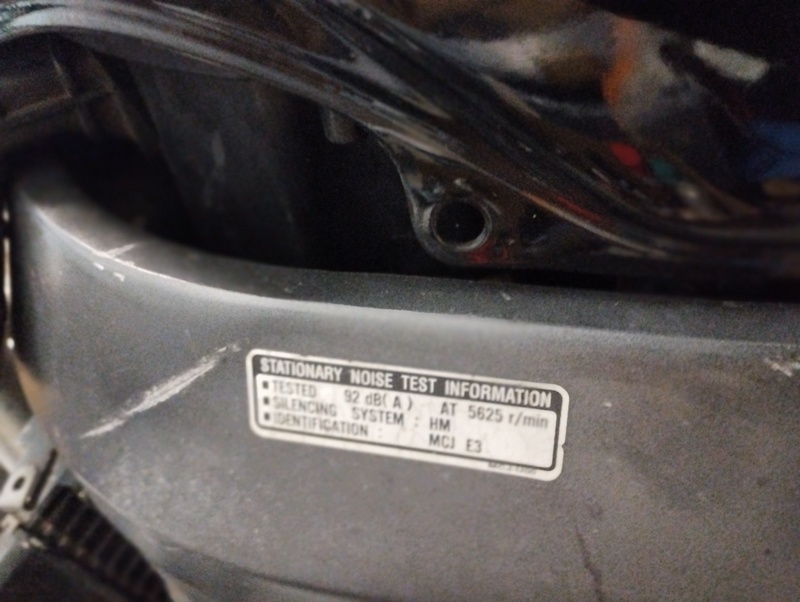 STATIONARY NOISE TEST INFORMATION
▪ TESTED 92 dB(A) AT 5625 r/min
▪ SILENCING SYSTEM : HM
▪ IDENTIFICATION : MCJ E3